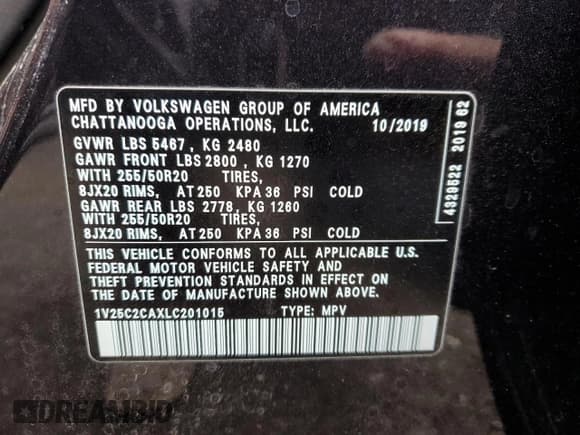 MFD BY VOLKSWAGEN GROUP OF AMERICA
CHATTANOOGA OPERATIONS, LLC. 10/2019
GVWR LBS 5467 , KG 2480
GAWR FRONT LBS 2800 , KG 1270
WITH 255/50R20 TIRES,
8JX20 RIMS, AT 250 KPA 36 PSI COLD
GAWR REAR LBS 2778, KG 1260
WITH 255/50R20 TIRES,
8JX20 RIMS, AT 250 KPA 36 PSI COLD
THIS VEHICLE CONFORMS TO ALL APPLICABLE U.S.
FEDERAL MOTOR VEHICLE SAFETY AND
THEFT PREVENTION STANDARDS IN EFFECT ON
THE DATE OF MANUFACTURE SHOWN ABOVE.
1V25C2CAXLC201015 TYPE: MPV
4329522 2019 62
DREAMBID